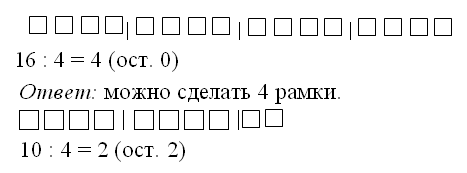 16 : 4 = 4 (ост. 0)
Ответ: можно сделать 4 рамки.
10 : 4 = 2 (ост. 2)